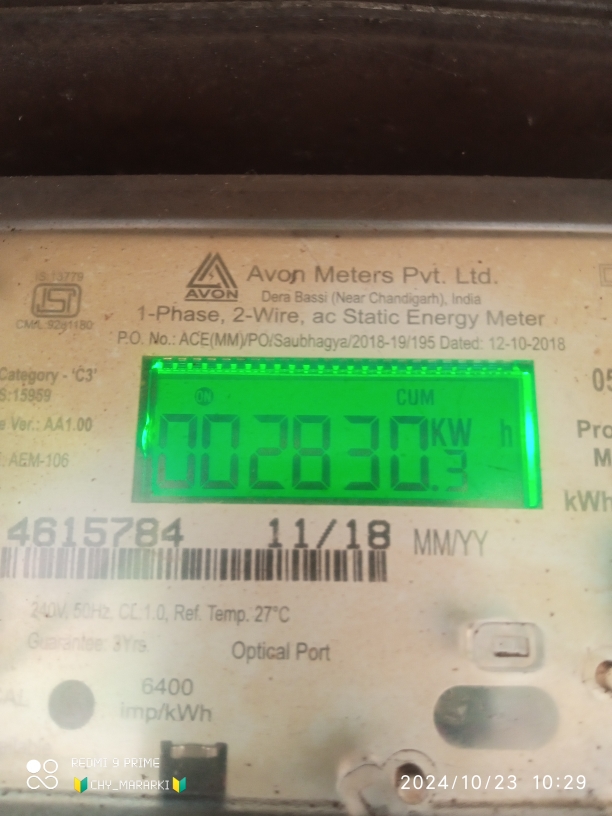 IS 15779
CM/L 9281180
AVON
Avon Meters Pvt. Ltd.
Dera Bassi (Near Chandigarh), India
1-Phase, 2-Wire, ac Static Energy Meter
P.O. No.: ACE(MM)/PO/Saubhagya/2018-19/195 Dated: 12-10-2018
Category - 'C3'
S:15959
e Ver.: AA1.00
: AEM-106
05
Pro
M
kWh
ON
CUM
002830.3 KW h
4615784 11/18 MM/YY
240V, 50Hz, CL 1.0, Ref. Temp. 27°C
Guarantee: 3Yrs.
Optical Port
6400
imp/kWh
REDMI 9 PRIME
CHY_MARARKI
2024/10/23 10:29